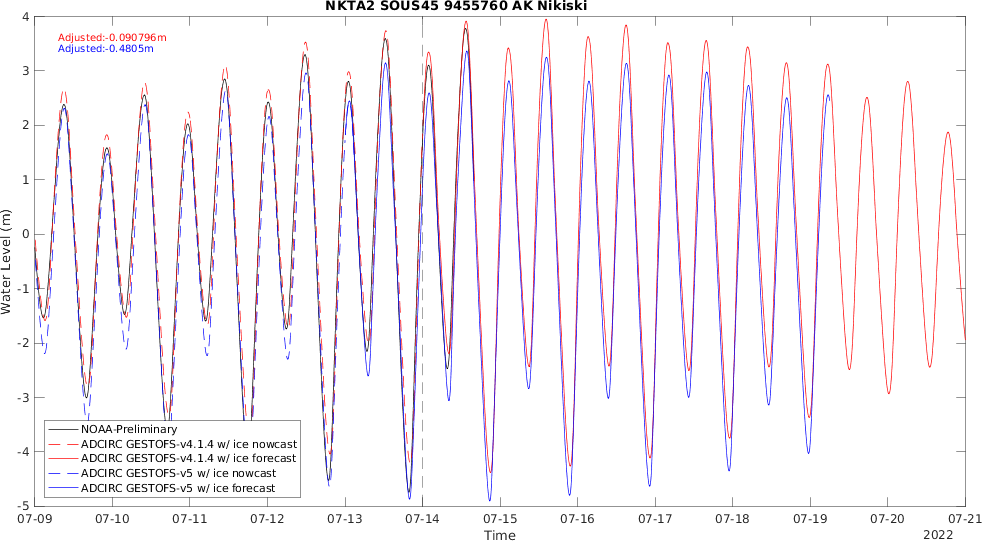 NKTA2 SOUS45 9455760 AK Nikiski
Adjusted:-0.090796m
Adjusted:-0.4805m
Water Level (m)
4
3
2
1
0
-1
-2
-3
-4
-5
NOAA-Preliminary
ADCIRC GESTOFS-v4.1.4 w/ ice nowcast
ADCIRC GESTOFS-v4.1.4 w/ ice forecast
ADCIRC GESTOFS-v5 w/ ice nowcast
ADCIRC GESTOFS-v5 w/ ice forecast
07-09 07-10 07-11 07-12 07-13 07-14 07-15 07-16 07-17 07-18 07-19 07-20 07-21
Time
2022